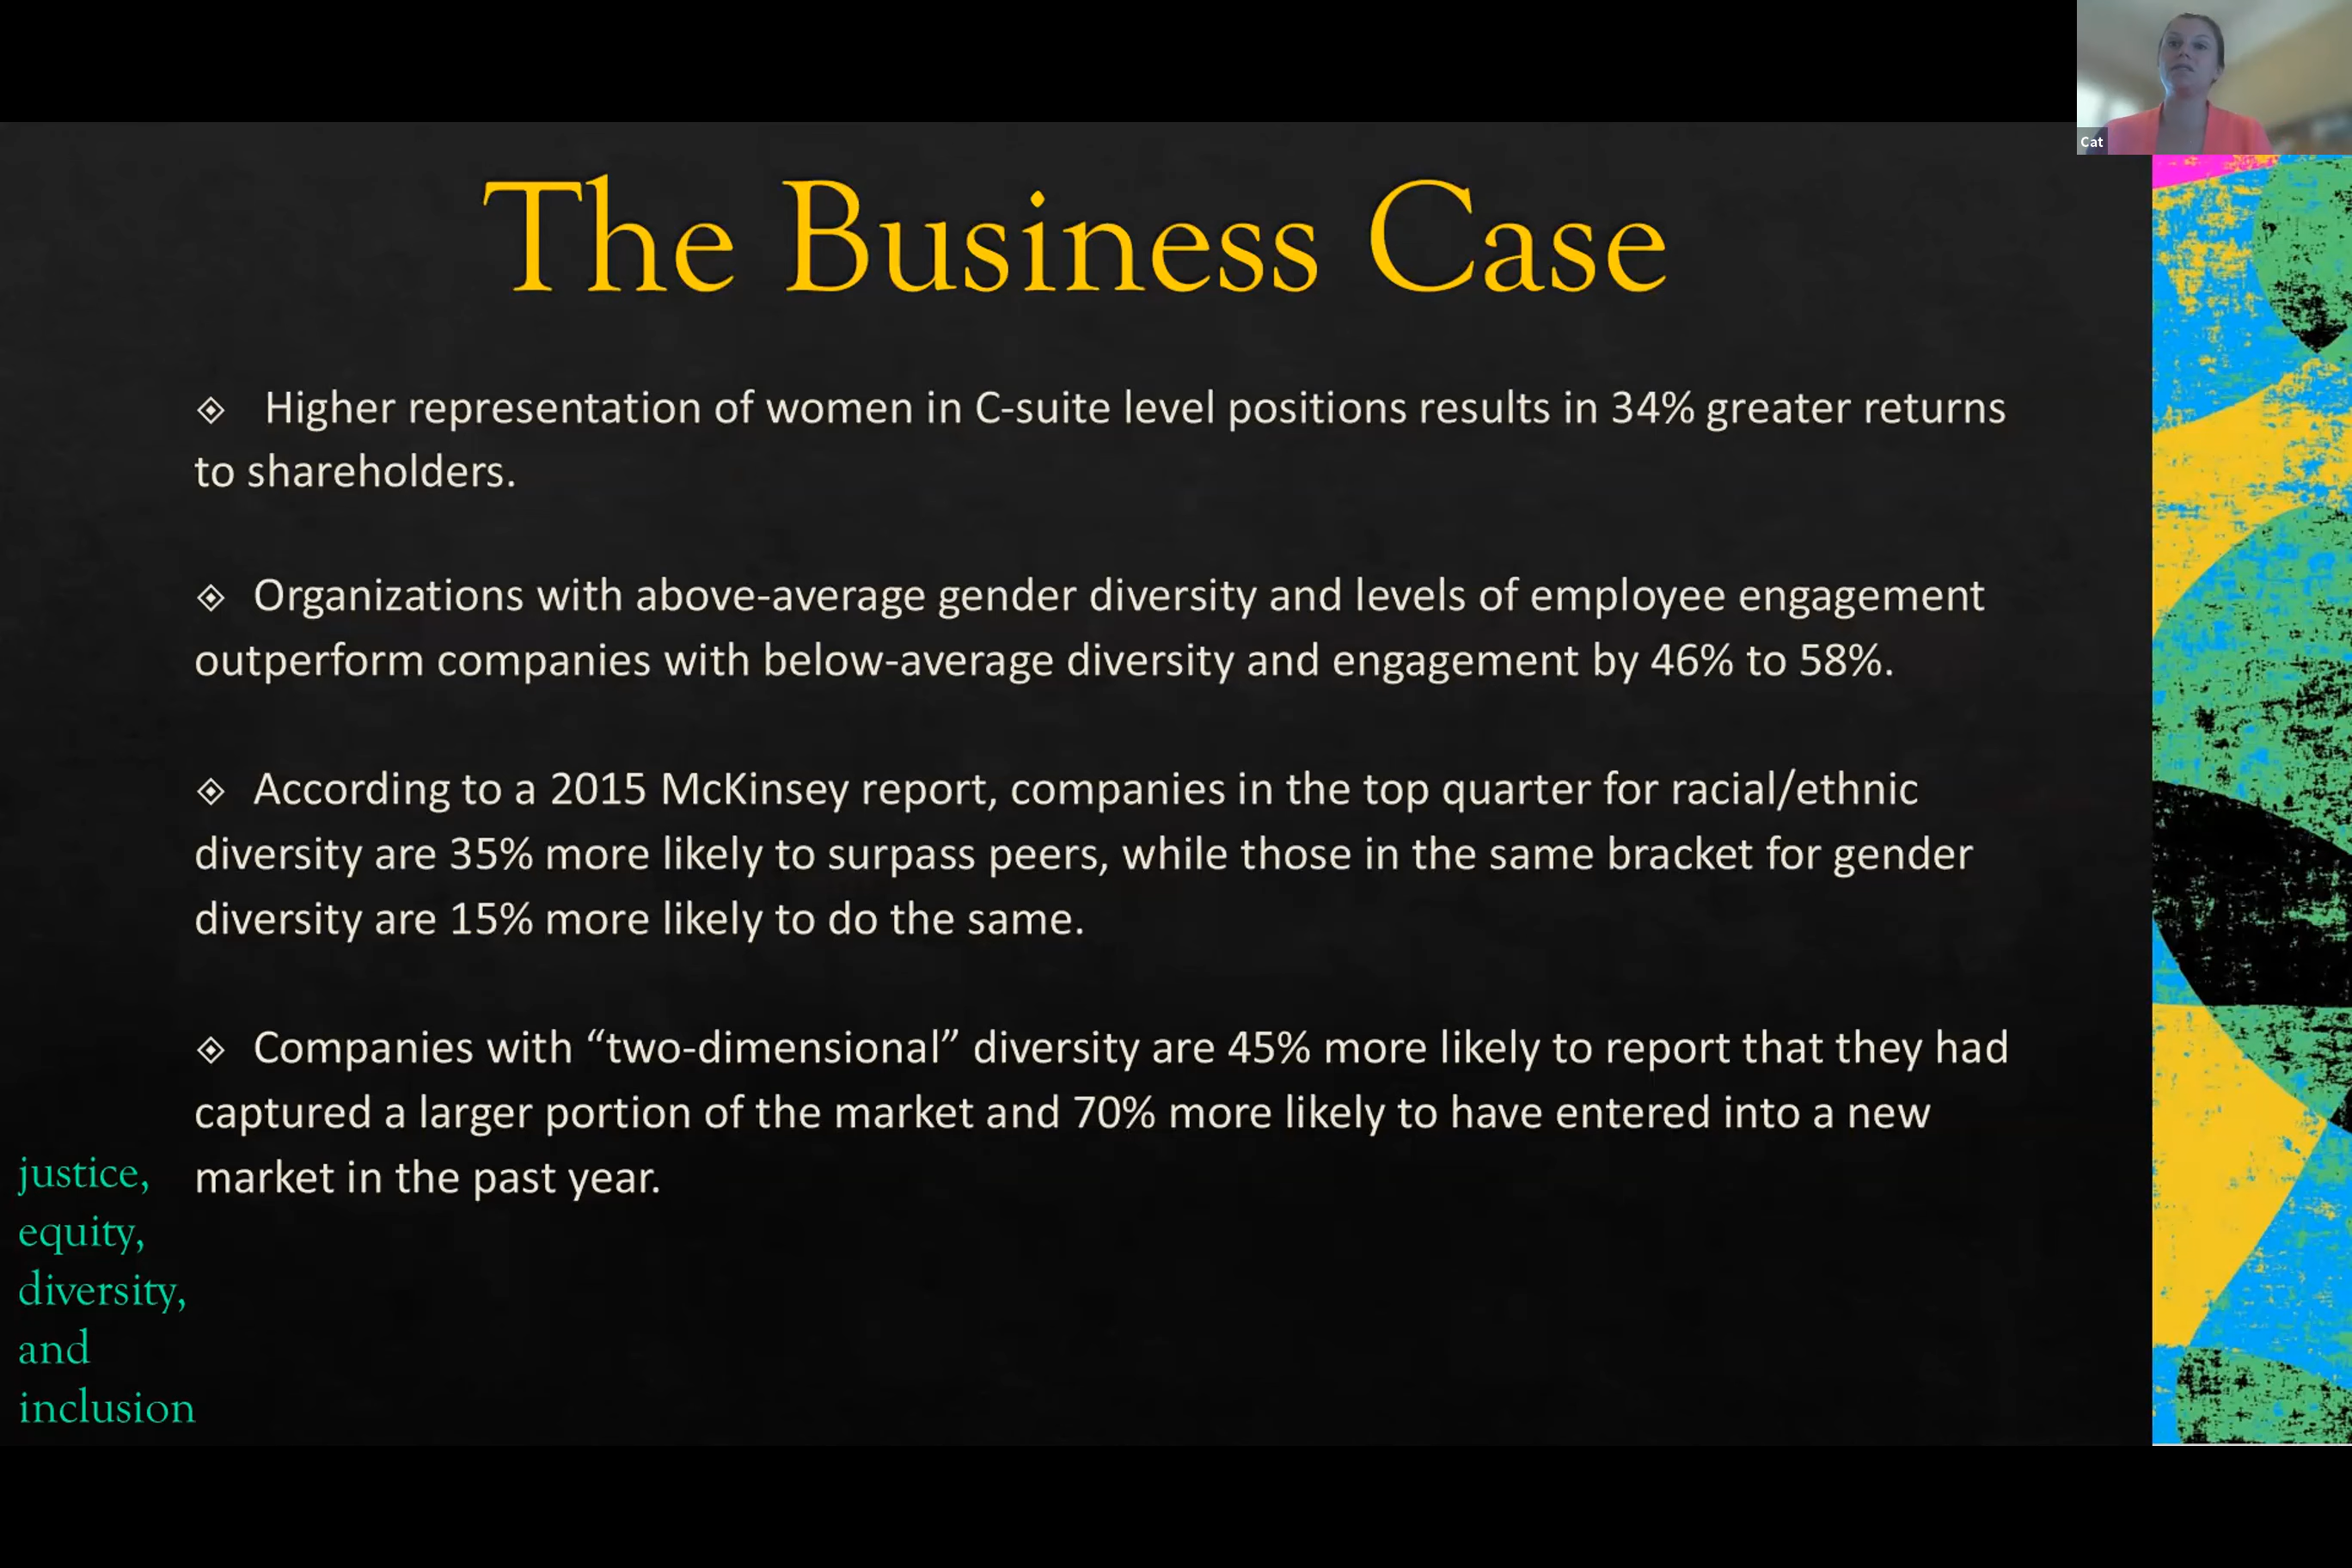 Cat
The Business Case
Higher representation of women in C-suite level positions results in 34% greater returns
to shareholders.
Organizations with above-average gender diversity and levels of employee engagement
outperform companies with below-average diversity and engagement by 46% to 58%.
According to a 2015 McKinsey report, companies in the top quarter for racial/ethnic
diversity are 35% more likely to surpass peers, while those in the same bracket for gender
diversity are 15% more likely to do the same.
Companies with “two-dimensional” diversity are 45% more likely to report that they had
captured a larger portion of the market and 70% more likely to have entered into a new
market in the past year.
justice,
equity,
diversity,
and
inclusion